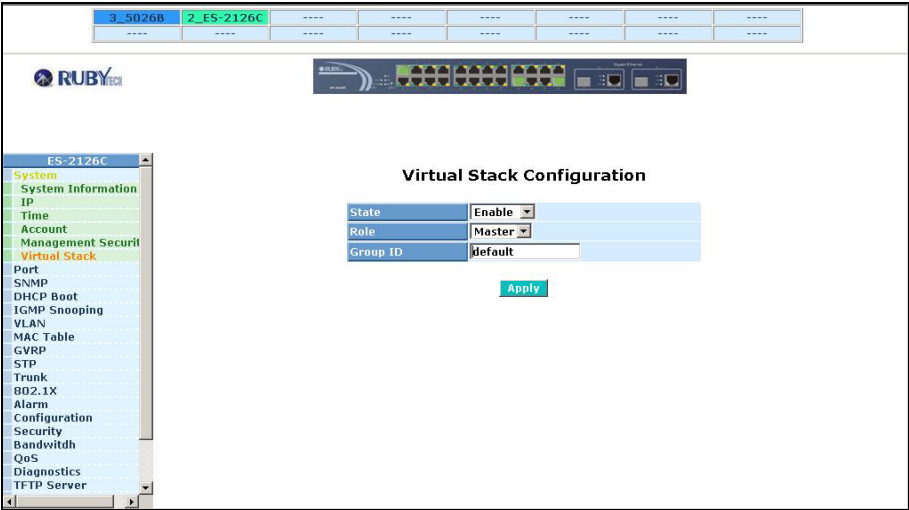 3_5026B 2_ES-2126C ---- ---- ---- ---- ---- ----
---- ---- ---- ---- ---- ---- ---- ----
RUBYTECH
ES-2126C
System
System Information
IP
Time
Account
Management Securit
Virtual Stack
Port
SNMP
DHCP Boot
IGMP Snooping
VLAN
MAC Table
GVRP
STP
Trunk
802.1X
Alarm
Configuration
Security
Bandwitdh
QoS
Diagnostics
TFTP Server
Virtual Stack Configuration
State Enable
Role Master
Group ID default
Apply